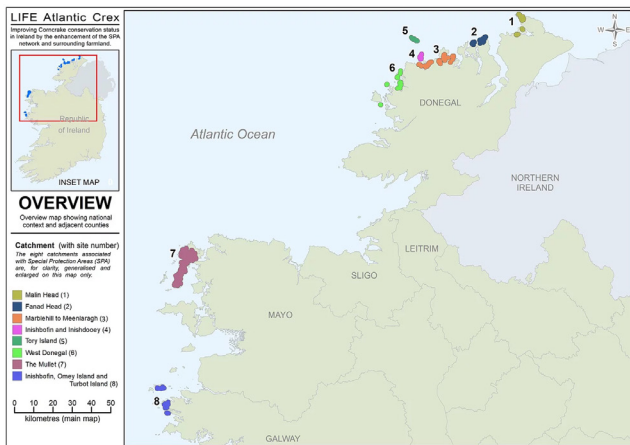 LIFE Atlantic Crex
Improving Corncrake conservation status
in Ireland by the enhancement of the SPA
network and surrounding farmland.
Republic
of Ireland
INSET MAP
OVERVIEW
Overview map showing national
context and adjacent counties
Catchment (with site number)
The eight catchments associated
with Special Protection Areas (SPA)
are, for clarity, generalised and
enlarged on this map only.
Malin Head (1)
Fanad Head (2)
Marblehill to Meenlaragh (3)
Inishbofin and Inishdooey (4)
Tory Island (5)
West Donegal (6)
The Mullet (7)
Inishbofin, Omey Island and
Turbot Island (8)
0 10 20 30 40 50
kilometres (main map)
1
N
W E
S
2
5
3
4
6
DONEGAL
Atlantic Ocean
NORTHERN
IRELAND
LEITRIM
7
SLIGO
MAYO
8
GALWAY